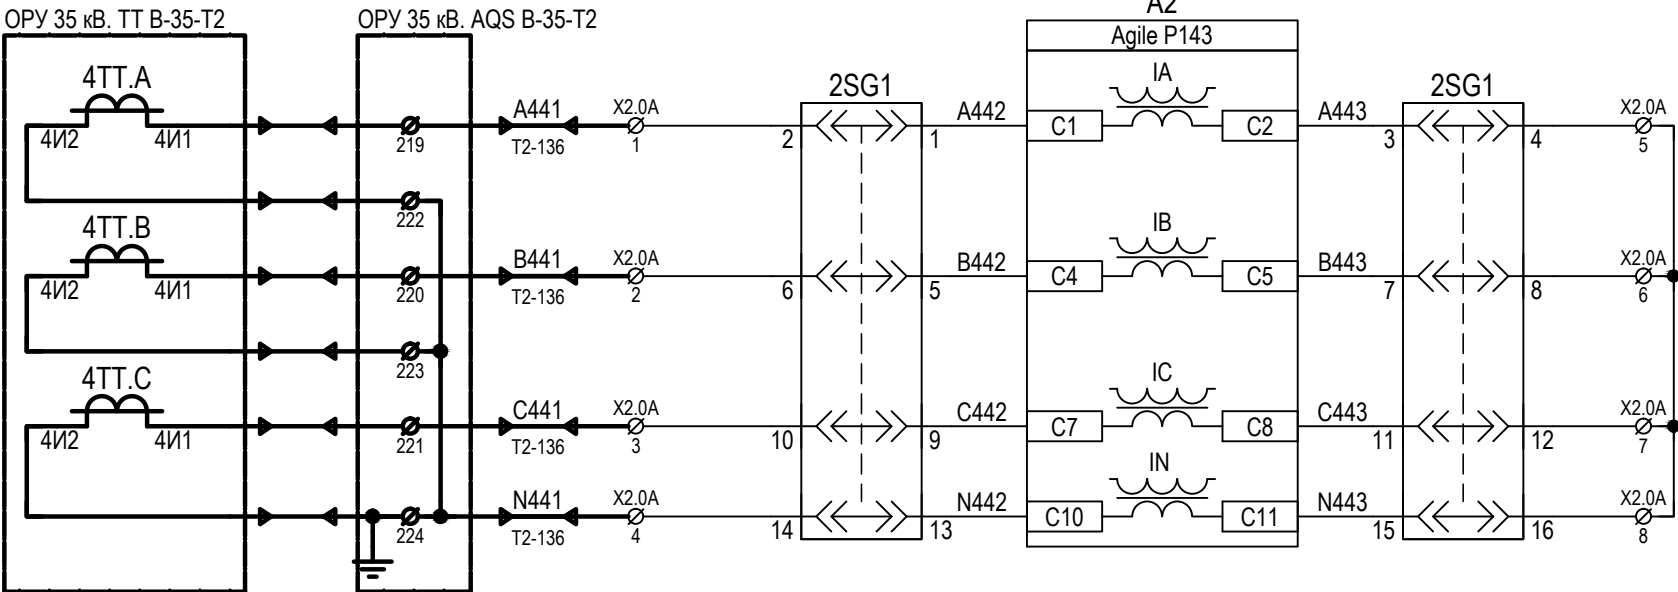 ОРУ 35 кВ. ТТ В-35-Т2
ОРУ 35 кВ. AQS В-35-Т2
A2
Agile P143
2SG1
2SG1
4ТТ.А
4И2
4И1
219
A441
T2-136
X2.0A
1
2
1
A442
C1
IA
C2
A443
3
4
X2.0A
5
222
4ТТ.В
4И2
4И1
220
B441
T2-136
X2.0A
2
6
5
B442
C4
IB
C5
B443
7
8
X2.0A
6
223
4ТТ.С
4И2
4И1
221
C441
T2-136
X2.0A
3
10
9
C442
C7
IC
C8
C443
11
12
X2.0A
7
224
N441
T2-136
X2.0A
4
14
13
N442
C10
IN
C11
N443
15
16
X2.0A
8